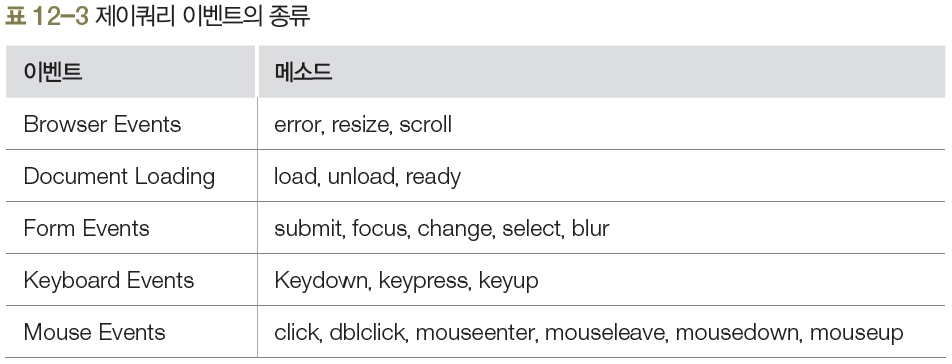 표 12-3 제이쿼리 이벤트의 종류
이벤트 메소드
Browser Events error, resize, scroll
Document Loading load, unload, ready
Form Events submit, focus, change, select, blur
Keyboard Events Keydown, keypress, keyup
Mouse Events click, dblclick, mouseenter, mouseleave, mousedown, mouseup